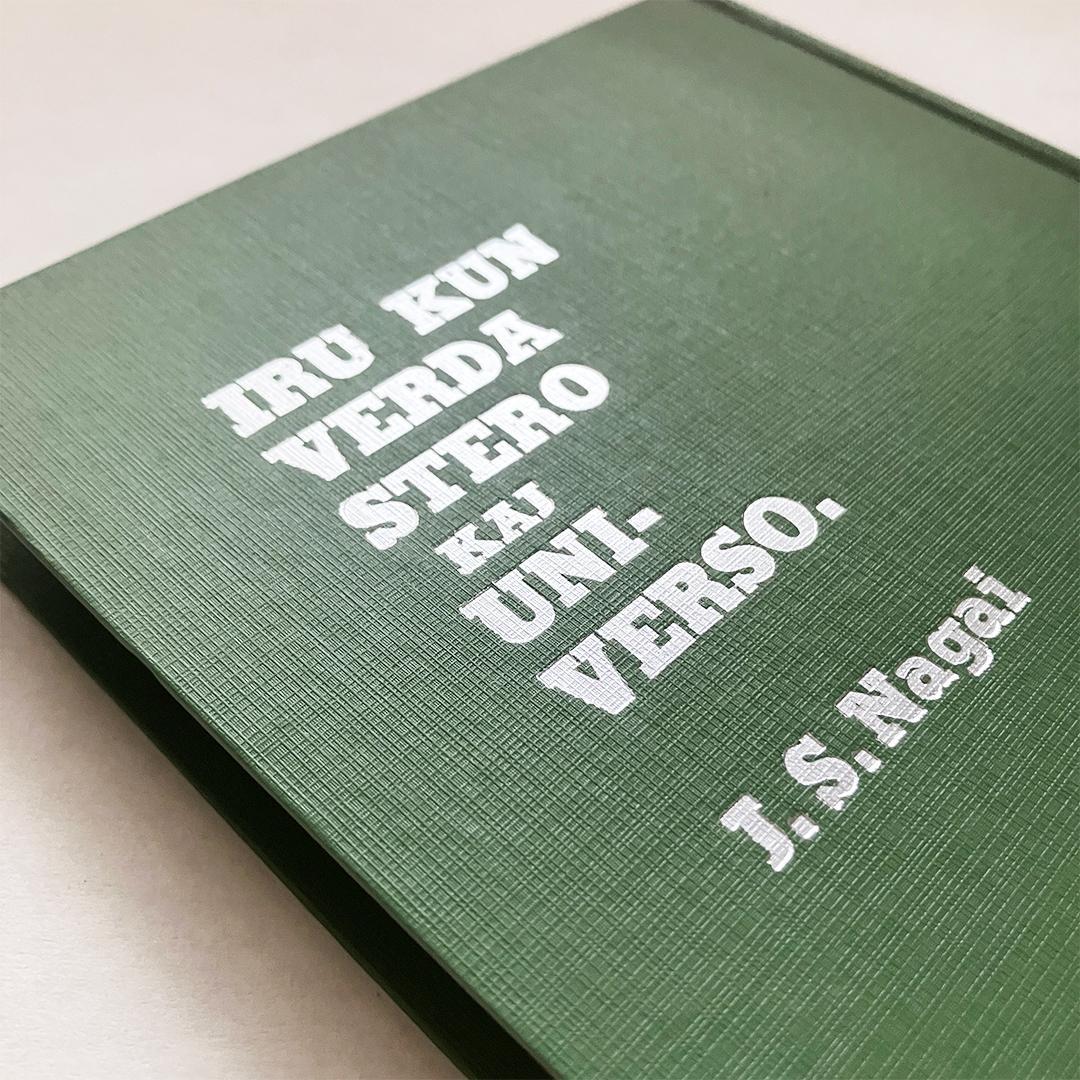 IRU KUN
VERDA
STERO
KAJ
UNI-
VERSO.
J. S. Nagai